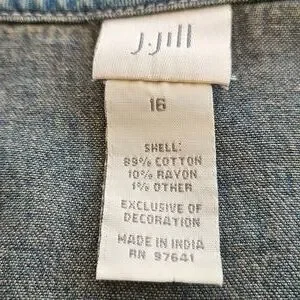 J.Jill
16
SHELL:
89% COTTON
10% RAYON
1% OTHER
EXCLUSIVE OF
DECORATION
MADE IN INDIA
RN 97641